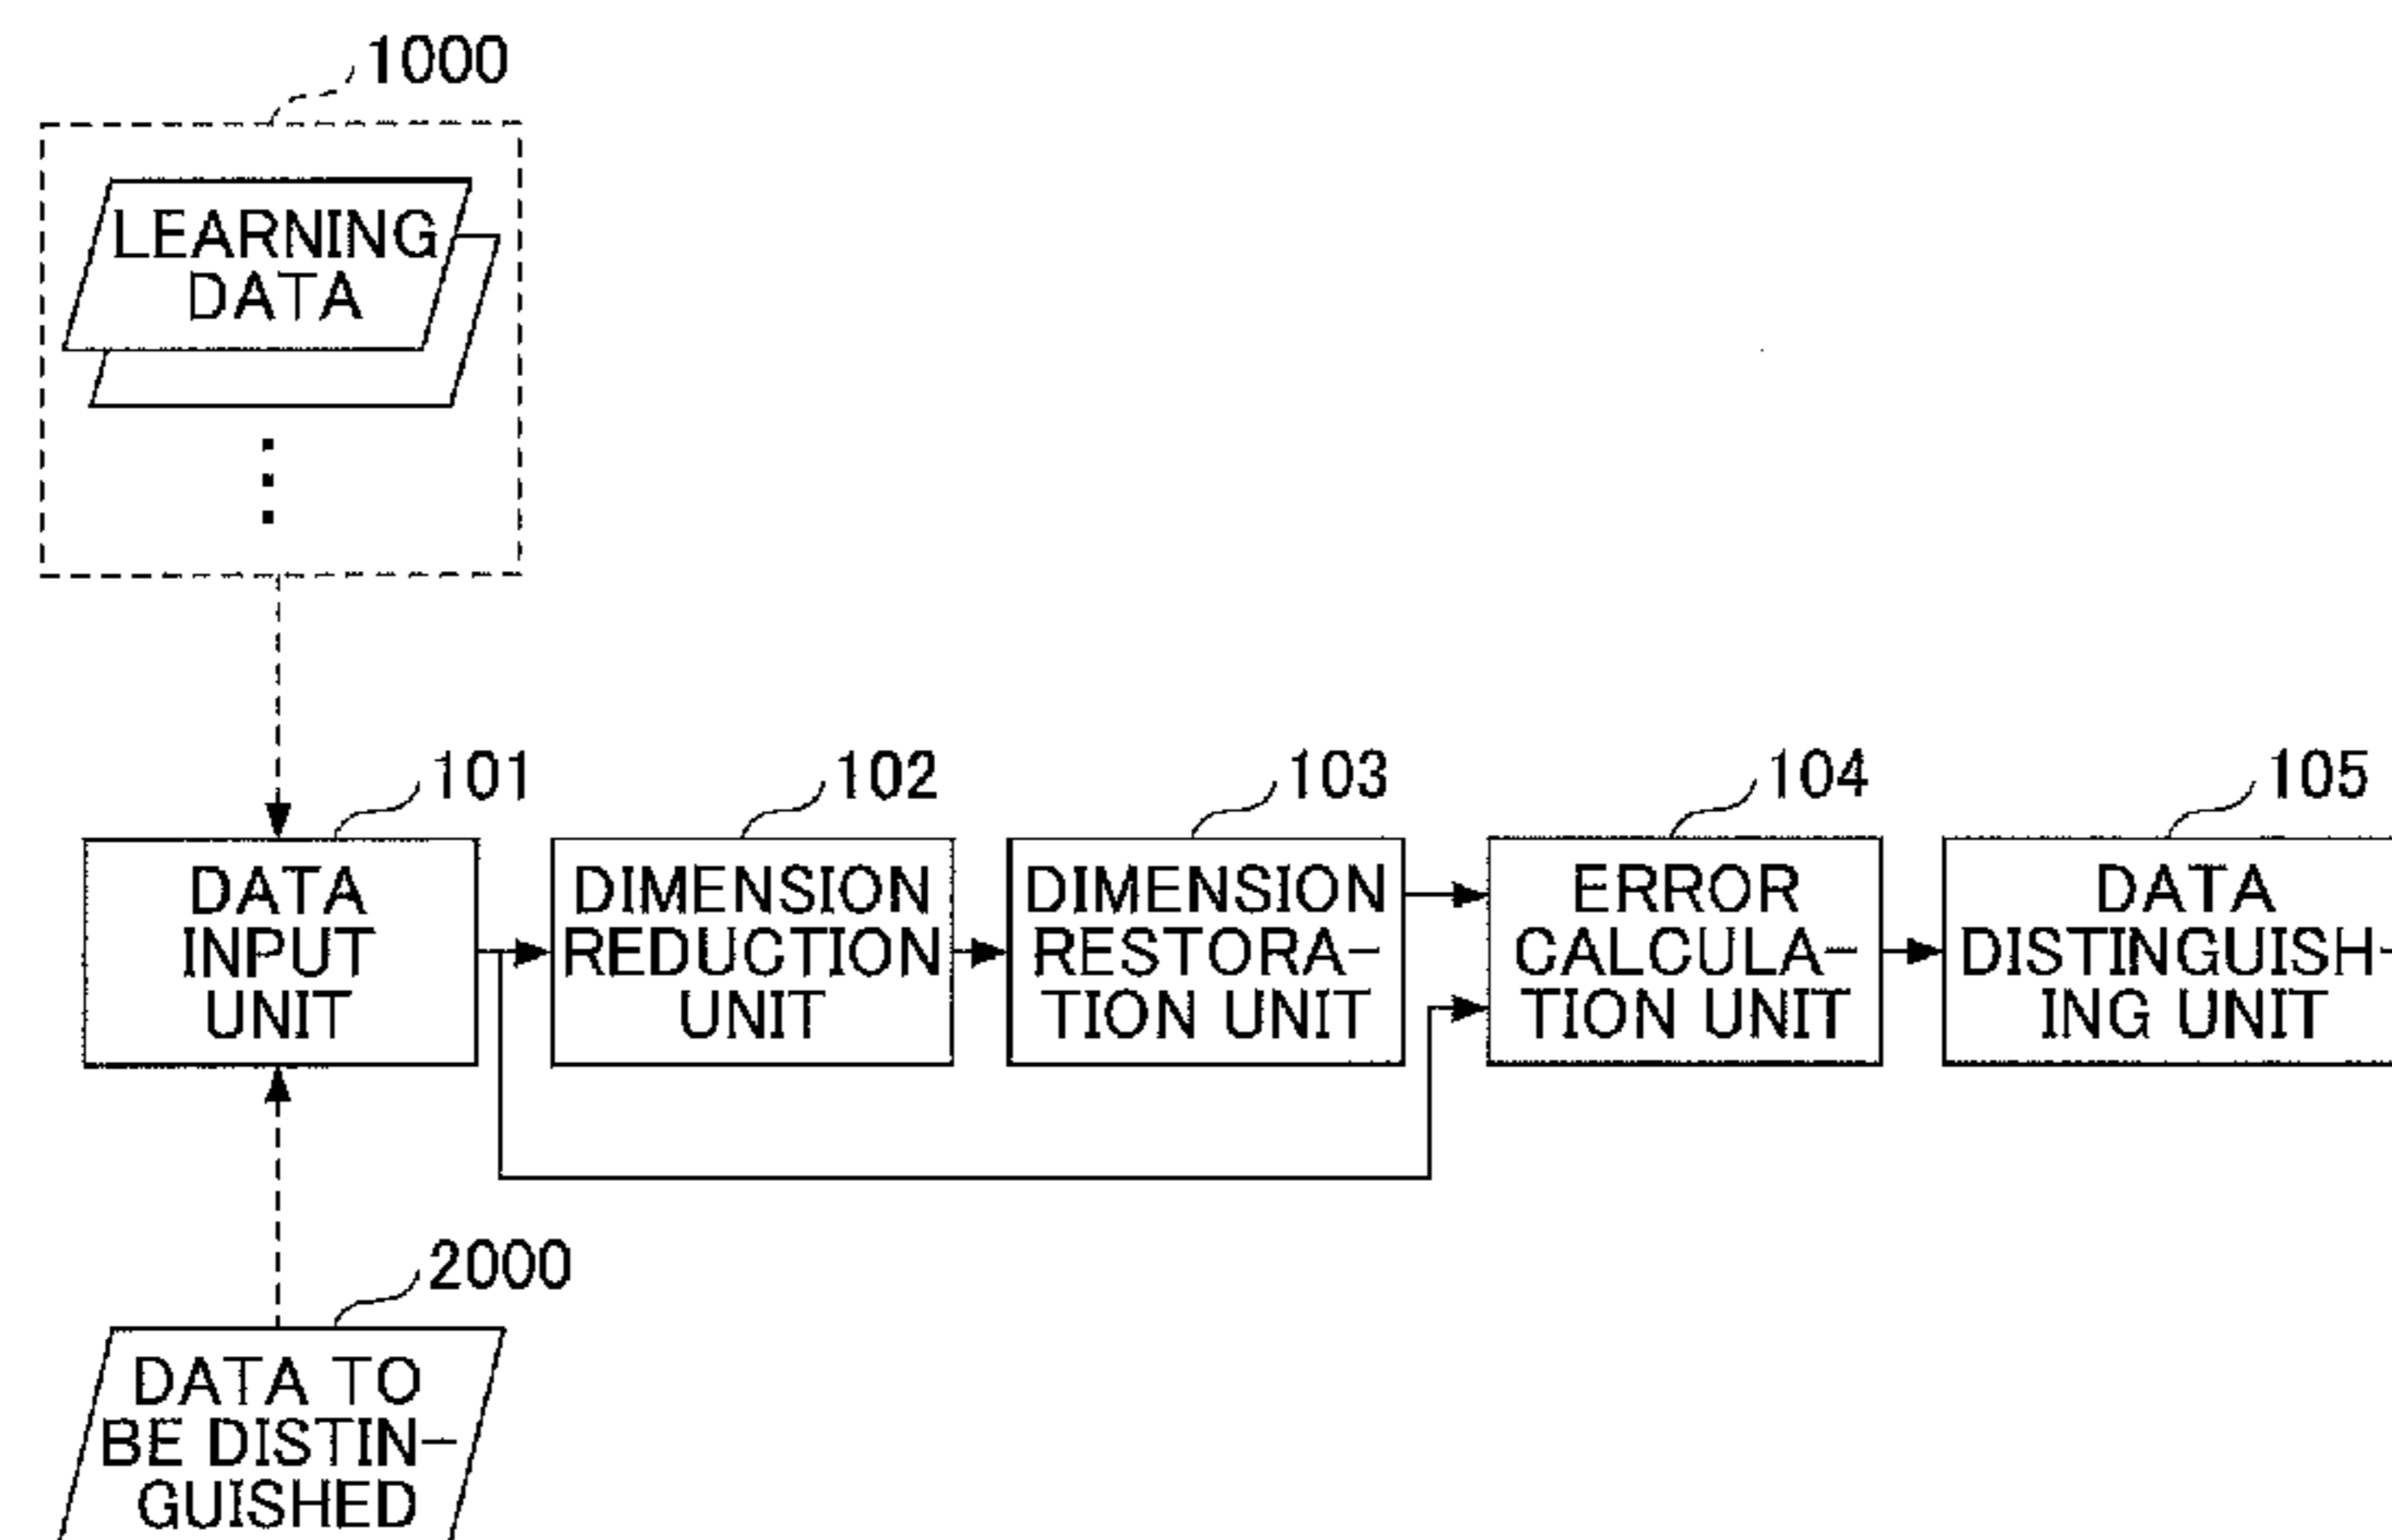 1000
LEARNING
DATA
101
102
103
104
105
DATA
INPUT
UNIT
DIMENSION
REDUCTION
UNIT
DIMENSION
RESTORA-
TION UNIT
ERROR
CALCULA-
TION UNIT
DATA
DISTINGUISH-
ING UNIT
2000
DATA TO
BE DISTIN-
GUISHED